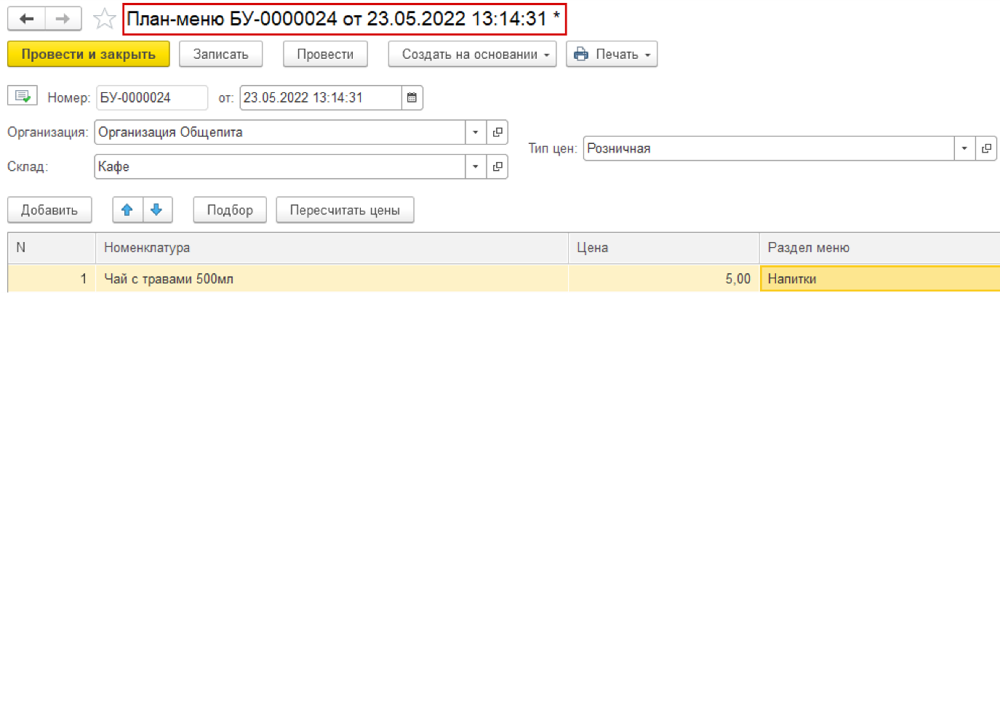 План-меню БУ-0000024 от 23.05.2022 13:14:31 *
Провести и закрыть Записать Провести Создать на основании Печать
Номер: БУ-0000024 от: 23.05.2022 13:14:31
Организация: Организация Общепита
Тип цен: Розничная
Склад: Кафе
Добавить Подбор Пересчитать цены
N Номенклатура Цена Раздел меню
1 Чай с травами 500мл 5,00 Напитки